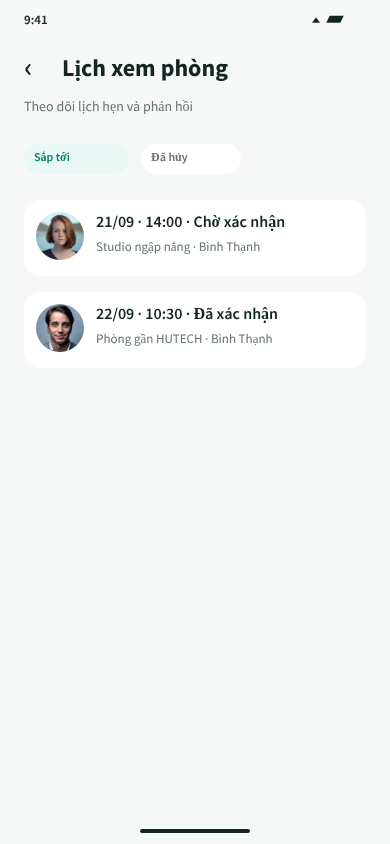 9:41
Lịch xem phòng
Theo dõi lịch hẹn và phản hồi
Sắp tới
Đã hủy
21/09 · 14:00 · Chờ xác nhận
Studio ngập nắng · Bình Thạnh
22/09 · 10:30 · Đã xác nhận
Phòng gần HUTECH · Bình Thạnh